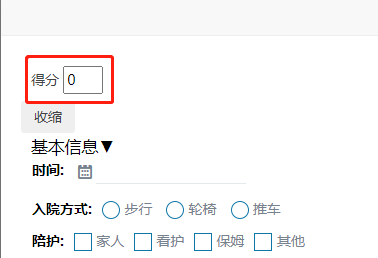 得分 0
收缩
基本信息▼
时间:
入院方式: 步行 轮椅 推车
陪护: 家人 看护 保姆 其他